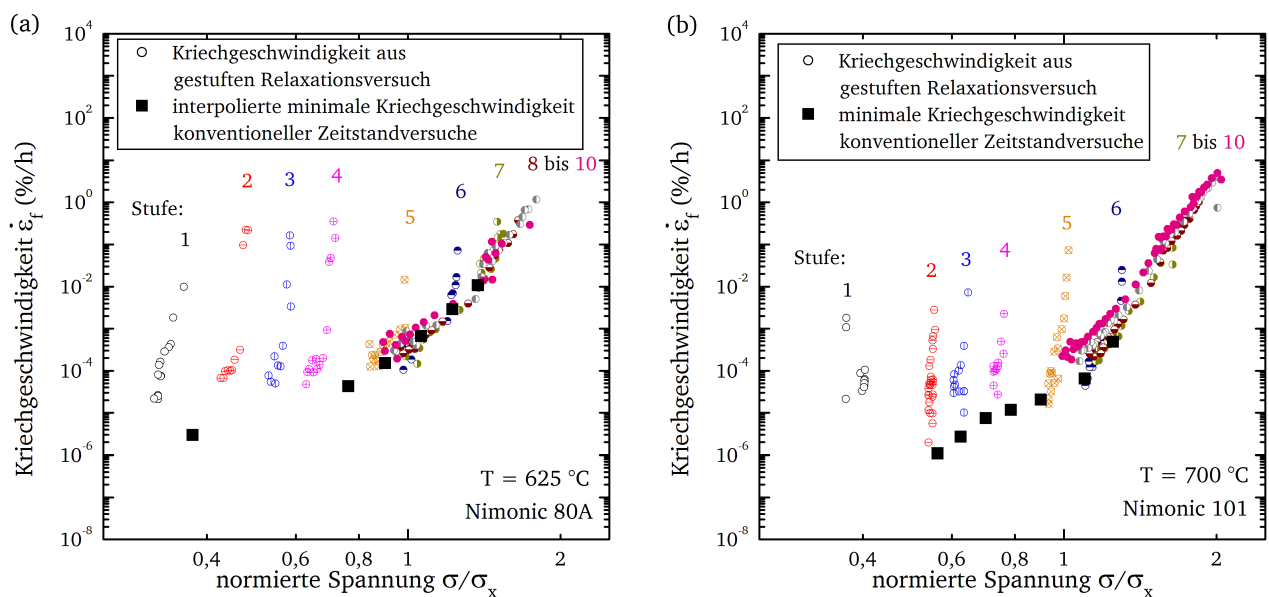 (a)
Kriechgeschwindigkeit ε̇f (%/h)
10^4
10^2
10^0
10^-2
10^-4
10^-6
10^-8
Kriechgeschwindigkeit aus
gestuften Relaxationsversuch
interpolierte minimale Kriechgeschwindigkeit
konventioneller Zeitstandversuche
Stufe:
1
2
3
4
5
6
7
8 bis 10
T = 625 °C
Nimonic 80A
0,4
0,6
0,8
1
2
normierte Spannung σ/σx
(b)
Kriechgeschwindigkeit ε̇f (%/h)
10^4
10^2
10^0
10^-2
10^-4
10^-6
10^-8
Kriechgeschwindigkeit aus
gestuften Relaxationsversuch
minimale Kriechgeschwindigkeit
konventioneller Zeitstandversuche
Stufe:
1
2
3
4
5
6
7 bis 10
T = 700 °C
Nimonic 101
0,4
0,6
0,8
1
2
normierte Spannung σ/σx